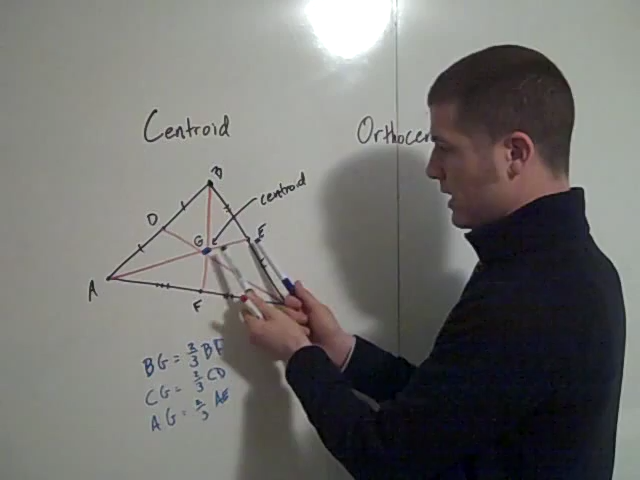 Centroid
Orthocen
B
centroid
D
E
G
A
F
BG = 2/3 BF
CG = 2/3 CD
AG = 2/3 AE